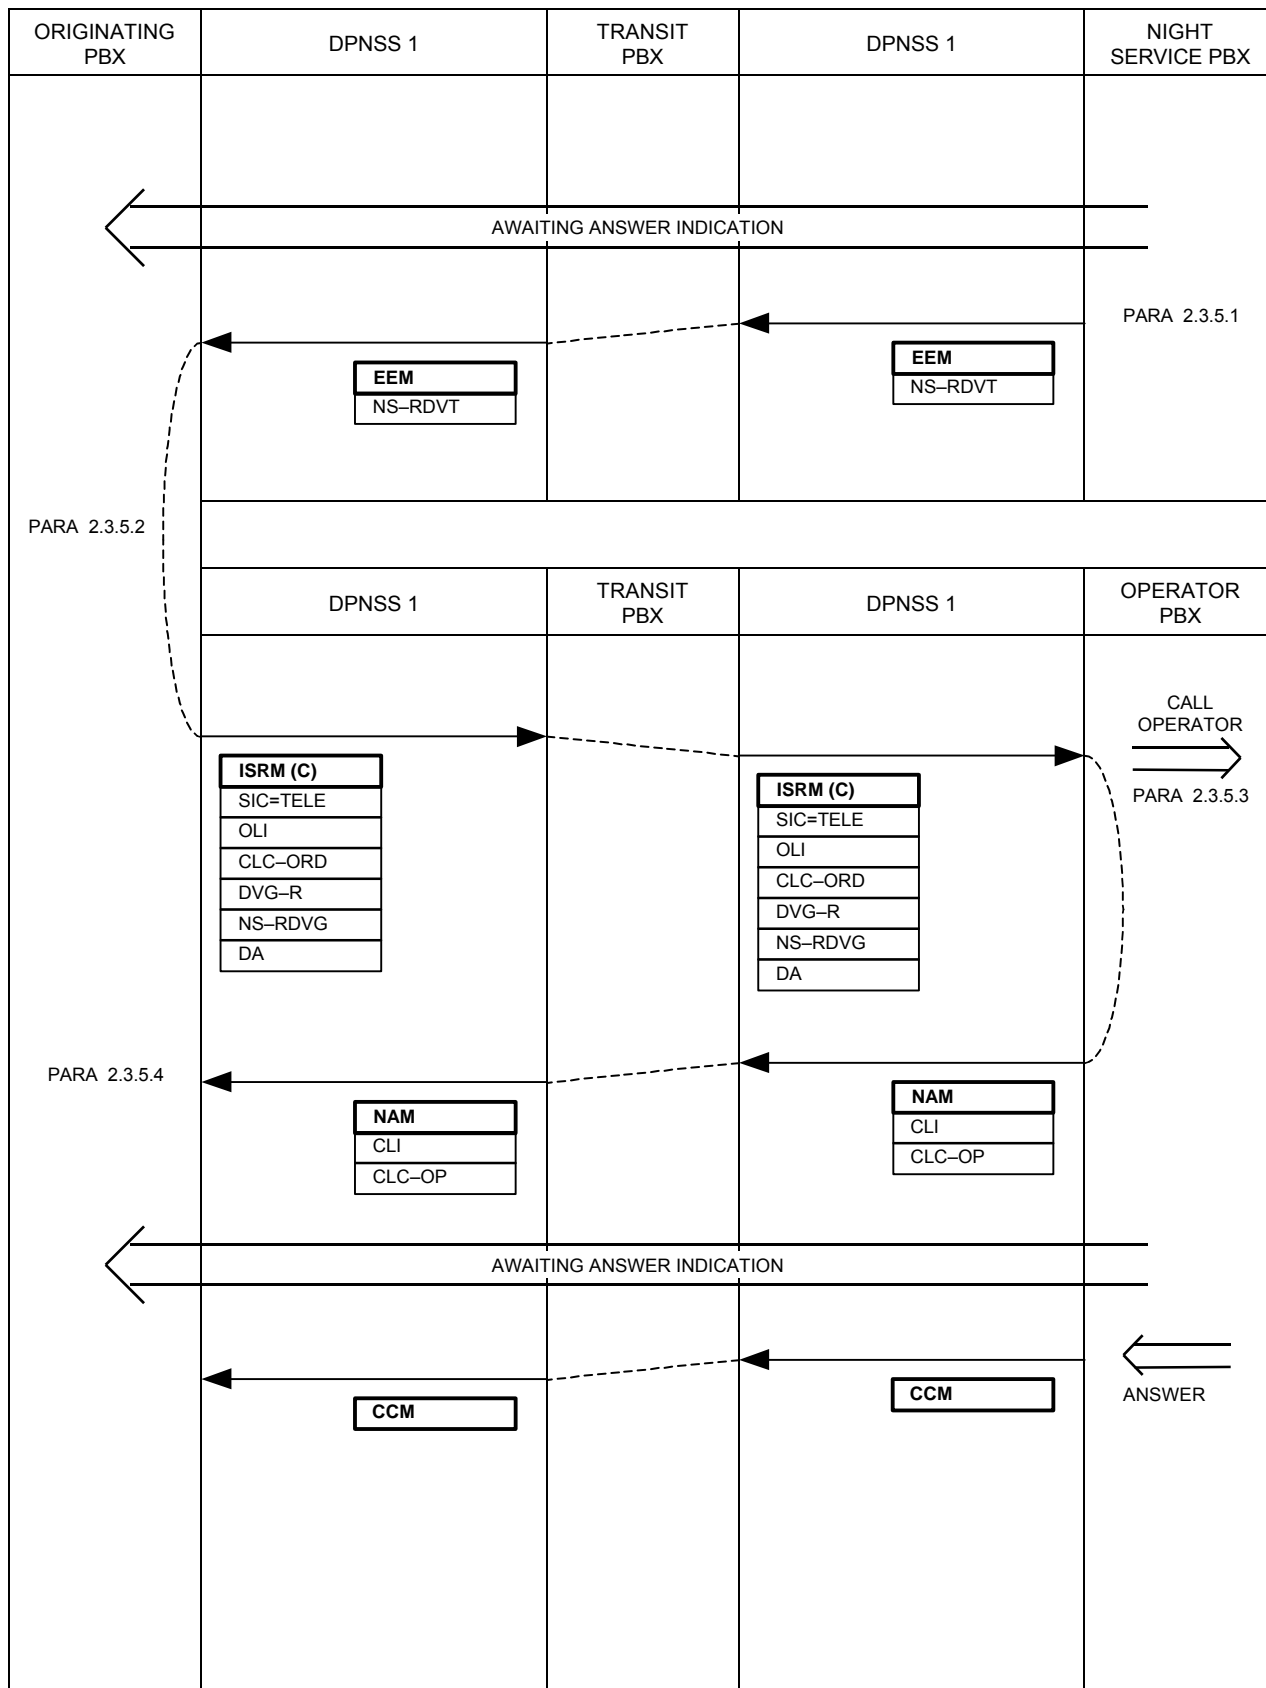 ORIGINATING
PBX
DPNSS 1
TRANSIT
PBX
DPNSS 1
NIGHT
SERVICE PBX
AWAITING ANSWER INDICATION
PARA 2.3.5.1
EEM
NS–RDVT
EEM
NS–RDVT
PARA 2.3.5.2
DPNSS 1
TRANSIT
PBX
DPNSS 1
OPERATOR
PBX
CALL
OPERATOR
PARA 2.3.5.3
ISRM (C)
SIC=TELE
OLI
CLC–ORD
DVG–R
NS–RDVG
DA
ISRM (C)
SIC=TELE
OLI
CLC–ORD
DVG–R
NS–RDVG
DA
PARA 2.3.5.4
NAM
CLI
CLC–OP
NAM
CLI
CLC–OP
AWAITING ANSWER INDICATION
CCM
CCM
ANSWER